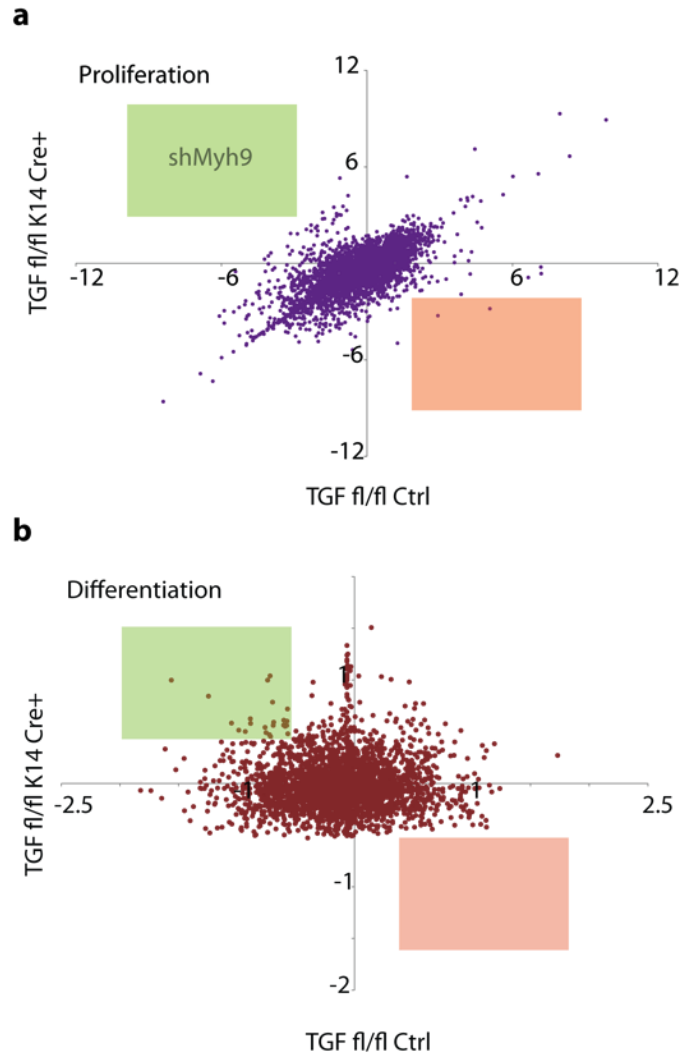 a
Proliferation
12
shMyh9
6
-12
-6
6
12
-6
-12
TGF fl/fl K14 Cre+
TGF fl/fl Ctrl
b
Differentiation
1
-2.5
-1
1
2.5
-1
-2
TGF fl/fl K14 Cre+
TGF fl/fl Ctrl